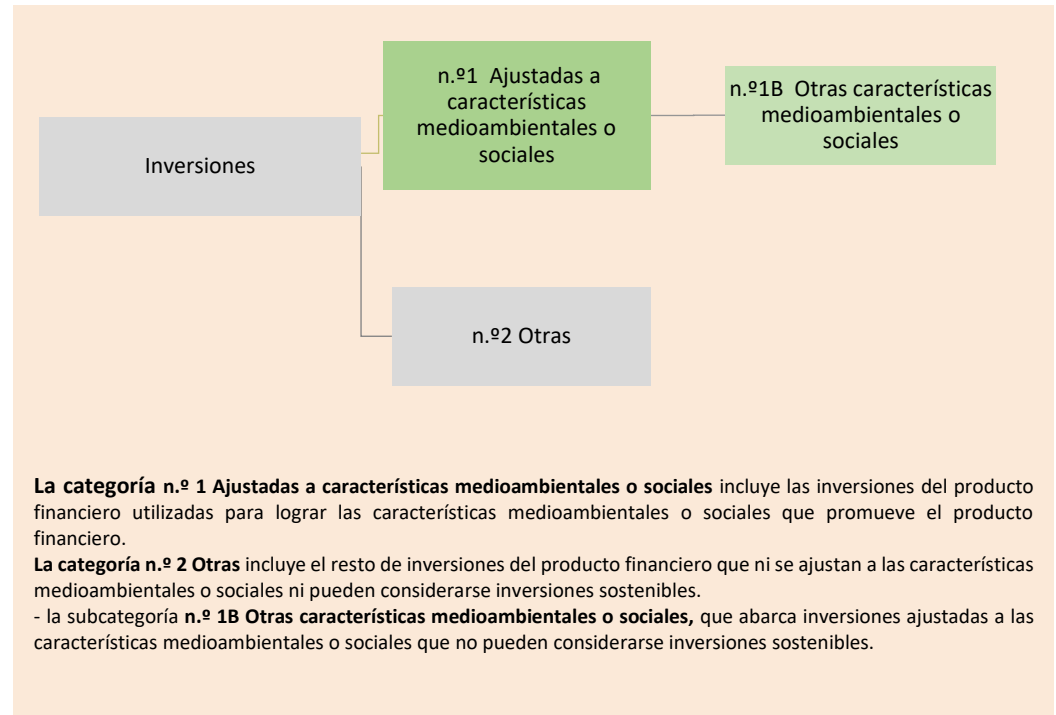 n.º1 Ajustadas a
características
medioambientales o
sociales
n.º1B Otras características
medioambientales o
sociales
Inversiones
n.º2 Otras
La categoría n.º 1 Ajustadas a características medioambientales o sociales incluye las inversiones del producto
financiero utilizadas para lograr las características medioambientales o sociales que promueve el producto
financiero.
La categoría n.º 2 Otras incluye el resto de inversiones del producto financiero que ni se ajustan a las características
medioambientales o sociales ni pueden considerarse inversiones sostenibles.
- la subcategoría n.º 1B Otras características medioambientales o sociales, que abarca inversiones ajustadas a las
características medioambientales o sociales que no pueden considerarse inversiones sostenibles.